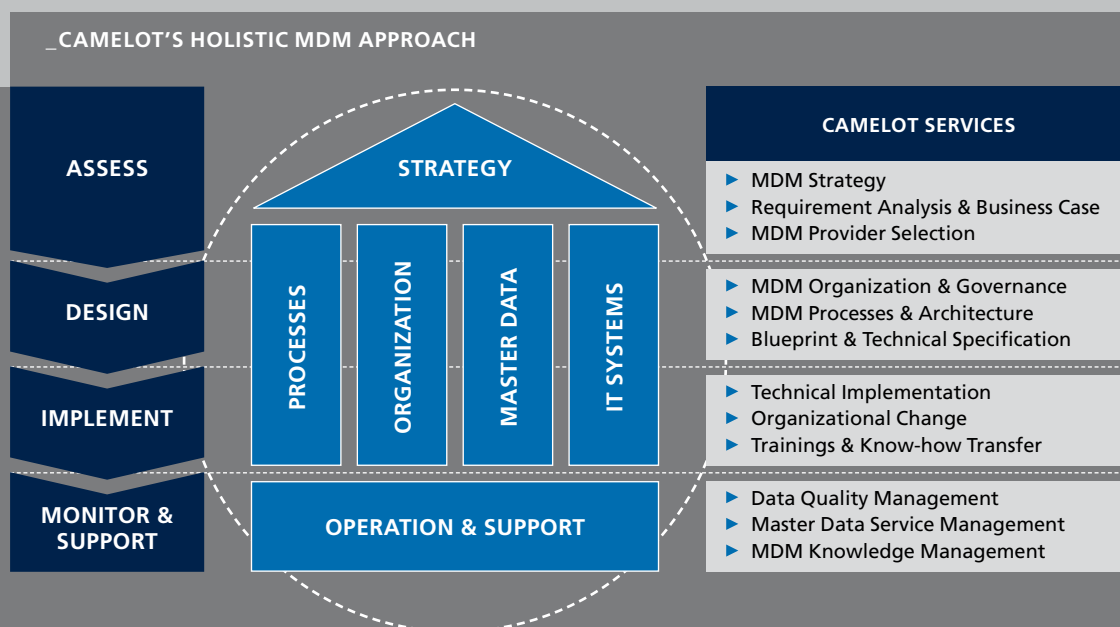 _CAMELOT’S HOLISTIC MDM APPROACH
ASSESS
DESIGN
IMPLEMENT
MONITOR &
SUPPORT
STRATEGY
PROCESSES
ORGANIZATION
MASTER DATA
IT SYSTEMS
OPERATION & SUPPORT
CAMELOT SERVICES
MDM Strategy
Requirement Analysis & Business Case
MDM Provider Selection
MDM Organization & Governance
MDM Processes & Architecture
Blueprint & Technical Specification
Technical Implementation
Organizational Change
Trainings & Know-how Transfer
Data Quality Management
Master Data Service Management
MDM Knowledge Management